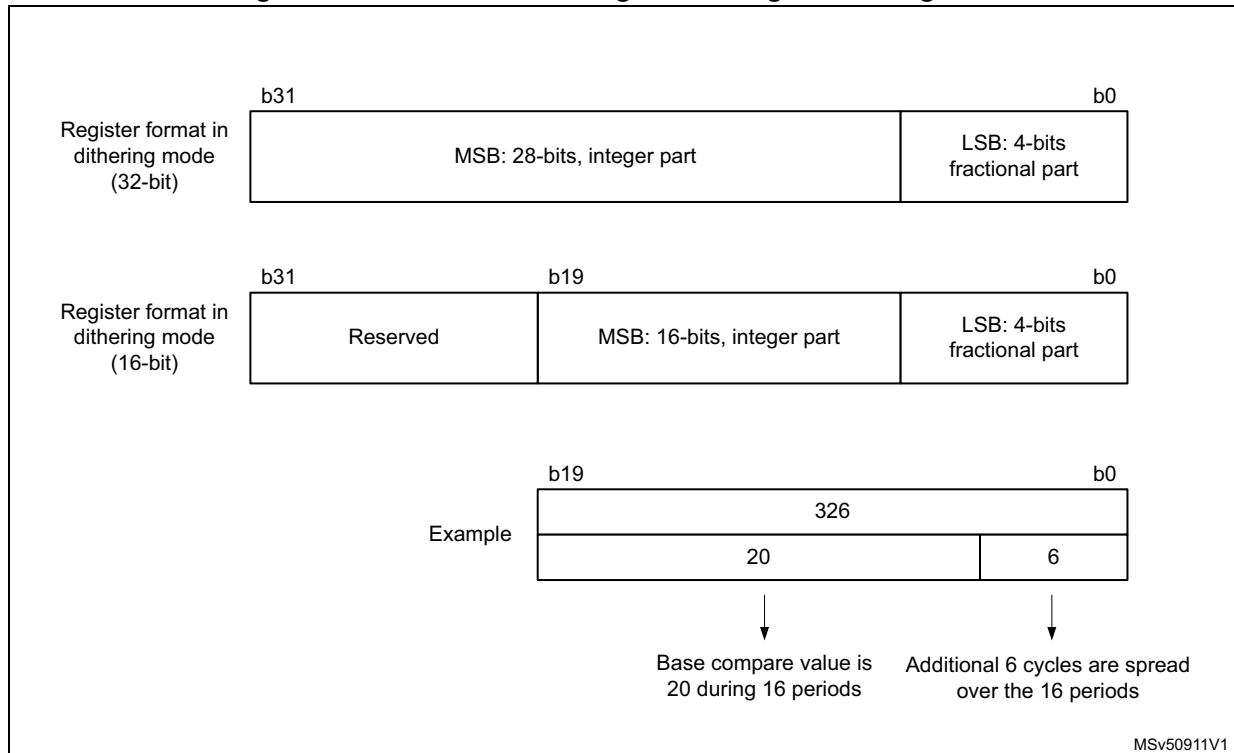 b31 b0
Register format in
dithering mode
(32-bit)
MSB: 28-bits, integer part
LSB: 4-bits
fractional part
b31 b19 b0
Register format in
dithering mode
(16-bit)
Reserved
MSB: 16-bits, integer part
LSB: 4-bits
fractional part
b19 b0
Example
326
20 6
Base compare value is
20 during 16 periods
Additional 6 cycles are spread
over the 16 periods
MSv50911V1